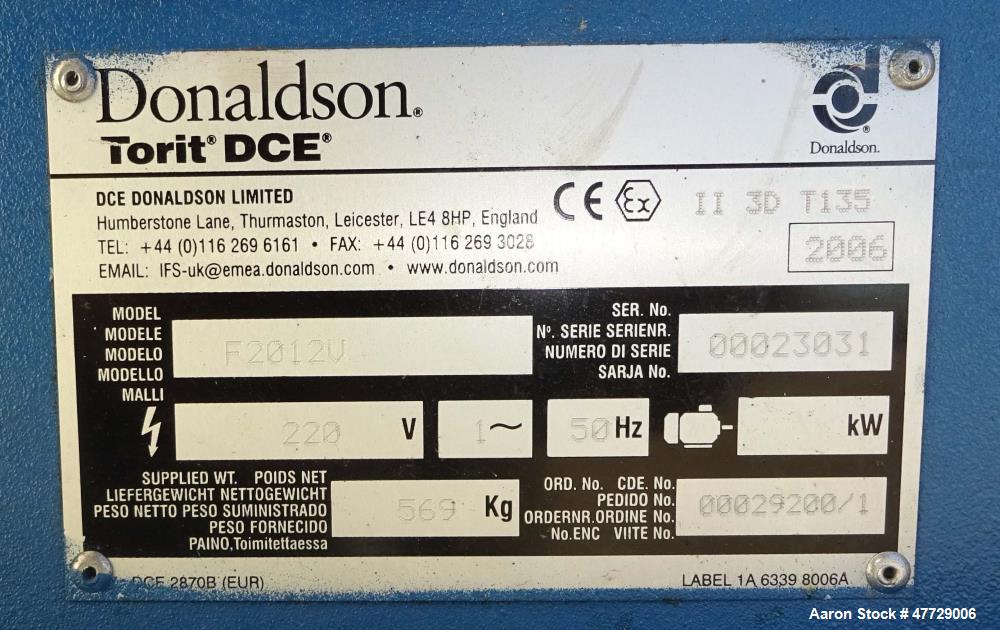 Donaldson.®
Torit® DCE®
Donaldson.
DCE DONALDSON LIMITED
Humberstone Lane, Thurmaston, Leicester, LE4 8HP, England
TEL: +44 (0)116 269 6161 • FAX: +44 (0)116 269 3028
EMAIL: IFS-uk@emea.donaldson.com • www.donaldson.com
CE Ex II 3D T135
2006
MODEL
MODELE
MODELO
MODELLO
MALLI
F2012V
SER. No.
Nº. SERIE SERIENR.
NUMERO DI SERIE
SARJA No.
00023031
220 V
1~
50 Hz
kW
SUPPLIED WT. POIDS NET
LIEFERGEWICHT NETTOGEWICHT
PESO NETTO PESO SUMINISTRADO
PESO FORNECIDO
PAINO,Toimitettaessa
569 Kg
ORD. No. CDE. No.
PEDIDO No.
ORDERNR.ORDINE No.
No.ENC VIITE No.
00029200/1
DCE 2870B (EUR)
LABEL 1A 6339 8006A
Aaron Stock # 47729006